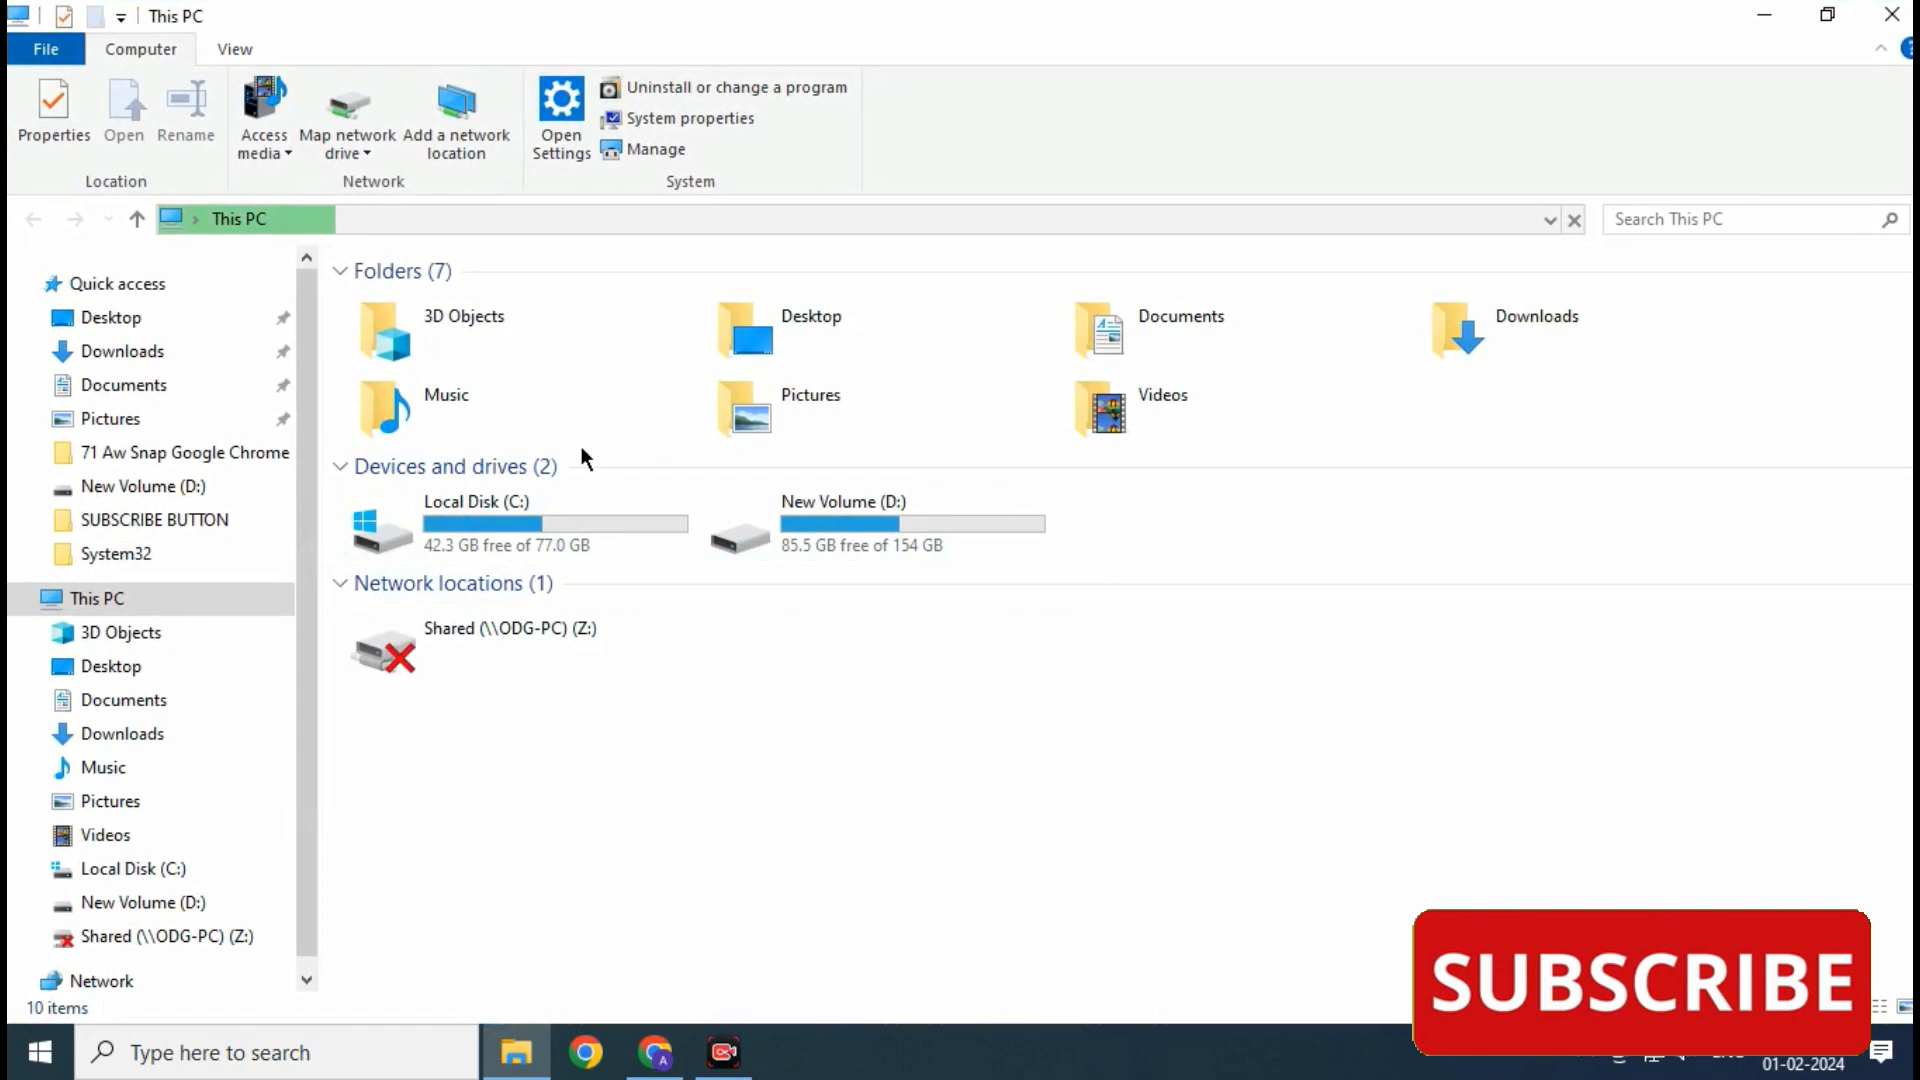 This PC
File
Computer
View
Properties
Open
Rename
Access media
Map network drive
Add a network location
Open Settings
Uninstall or change a program
System properties
Manage
Location
Network
System
This PC
Search This PC
Quick access
Desktop
Downloads
Documents
Pictures
71 Aw Snap Google Chrome
New Volume (D:)
SUBSCRIBE BUTTON
System32
This PC
3D Objects
Desktop
Documents
Downloads
Music
Pictures
Videos
Local Disk (C:)
New Volume (D:)
Shared (\\ODG-PC) (Z:)
Network
Folders (7)
3D Objects
Desktop
Documents
Downloads
Music
Pictures
Videos
Devices and drives (2)
Local Disk (C:)
42.3 GB free of 77.0 GB
New Volume (D:)
85.5 GB free of 154 GB
Network locations (1)
Shared (\\ODG-PC) (Z:)
10 items
SUBSCRIBE
Type here to search
A
01-02-2024